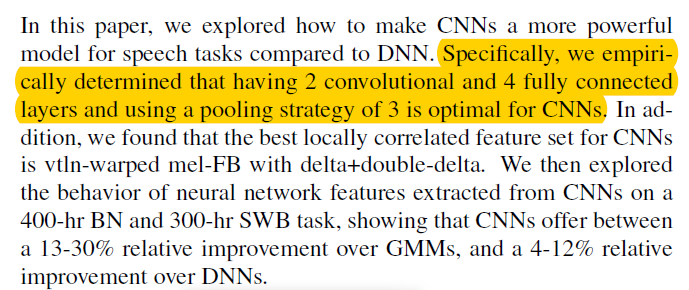 In this paper, we explored how to make CNNs a more powerful
model for speech tasks compared to DNN. Specifically, we empiri-
cally determined that having 2 convolutional and 4 fully connected
layers and using a pooling strategy of 3 is optimal for CNNs. In ad-
dition, we found that the best locally correlated feature set for CNNs
is vtln-warped mel-FB with delta+double-delta. We then explored
the behavior of neural network features extracted from CNNs on a
400-hr BN and 300-hr SWB task, showing that CNNs offer between
a 13-30% relative improvement over GMMs, and a 4-12% relative
improvement over DNNs.